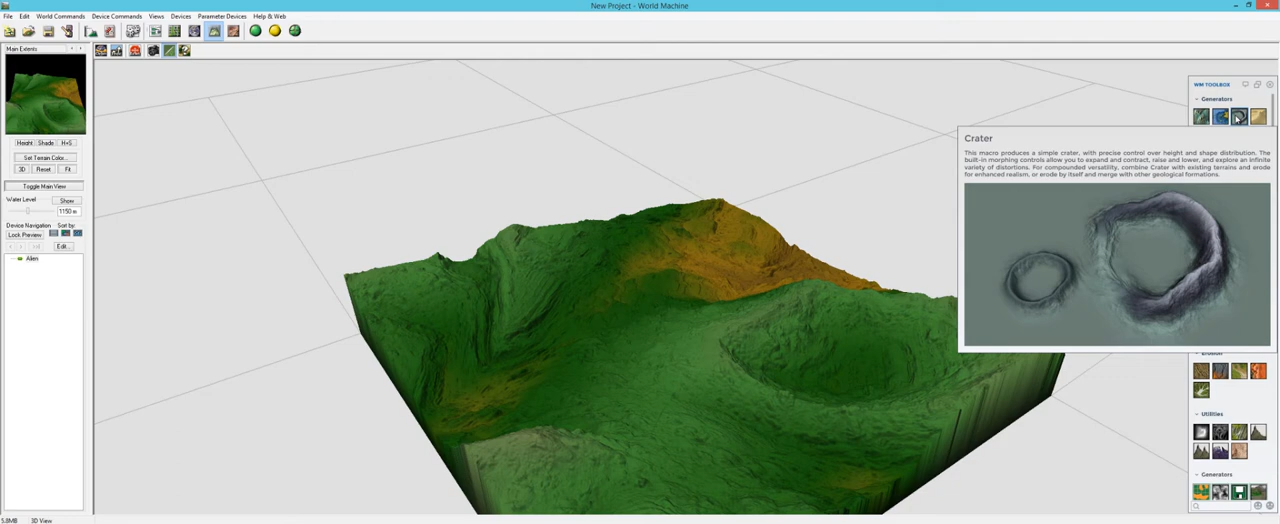 New Project - World Machine
File Edit World Commands Device Commands Views Devices Parameter Devices Help & Web
Main Extents
Height Shade H+S
Set Terrain Color...
3D Reset Fit
Toggle Main View
Water Level Show
1150 m
Device Navigation Sort by:
Lock Preview
Edit...
Alien
WM TOOLBOX
Generators
Crater
This macro produces a simple crater, with precise control over height and shape distribution. The
built-in morphing controls allow you to expand and contract, raise and lower, and explore an infinite
variety of distortions. For compounded versatility, combine Crater with existing terrains and erode
for enhanced realism, or erode by itself and merge with other geological formations.
Utilities
Generators
5.8MB 3D View